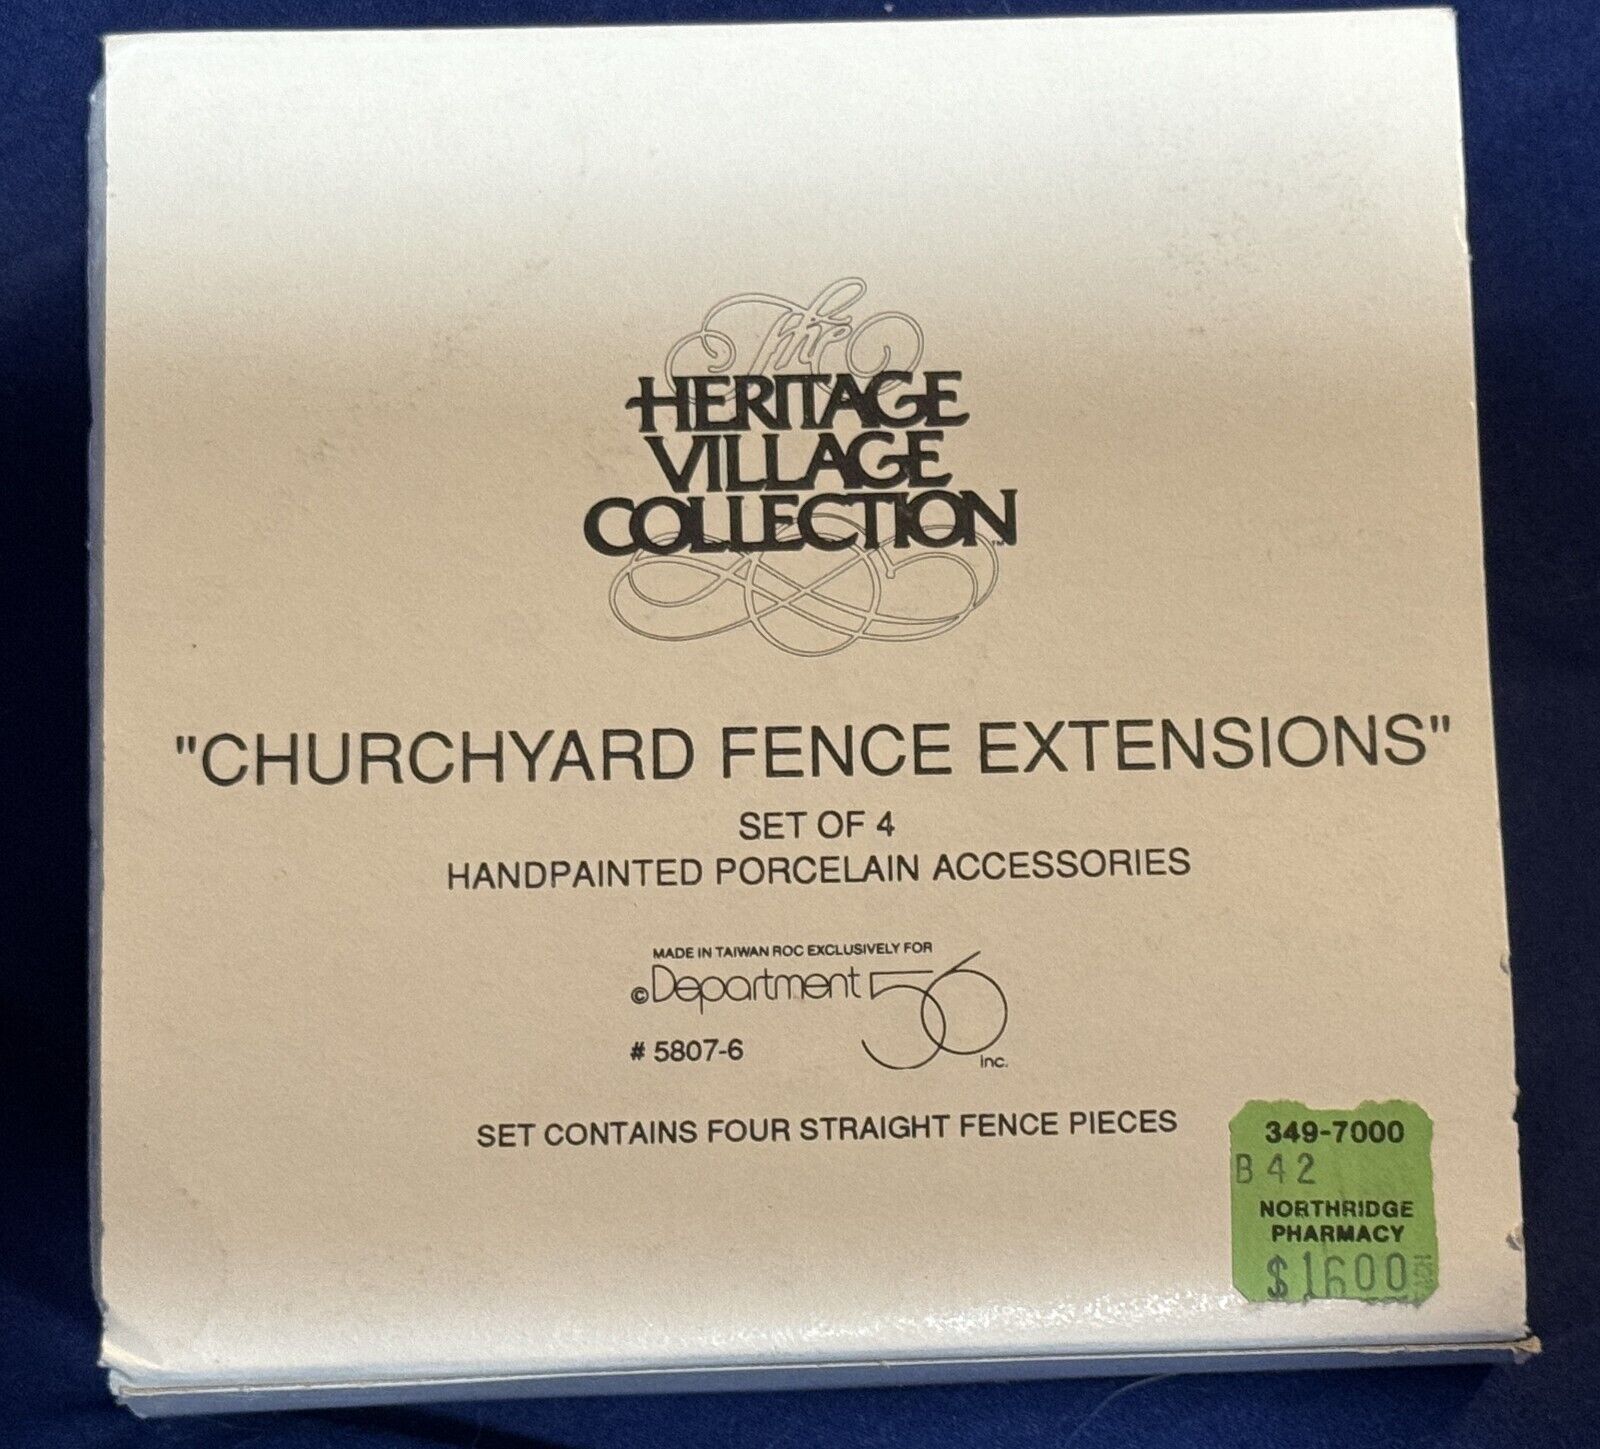 The
HERITAGE
VILLAGE
COLLECTION™
"CHURCHYARD FENCE EXTENSIONS"
SET OF 4
HANDPAINTED PORCELAIN ACCESSORIES
MADE IN TAIWAN ROC EXCLUSIVELY FOR
©Department 56
inc.
# 5807-6
SET CONTAINS FOUR STRAIGHT FENCE PIECES
349-7000
B42
NORTHRIDGE
PHARMACY
$1600